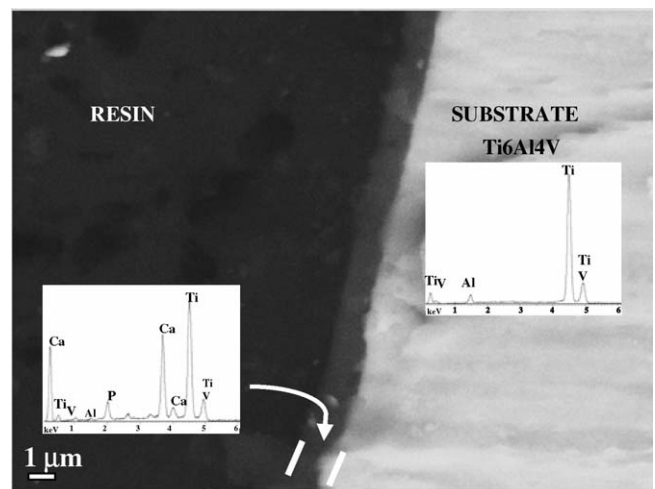 RESIN
SUBSTRATE
Ti6Al4V
Ti
Ti
V
Ti V
Al
keV 1 2 3 4 5 6
Ti
Ca
Ca
Ti
V
Ti V
Al
P
Ca
keV 1 2 3 4 5 6
1 μm